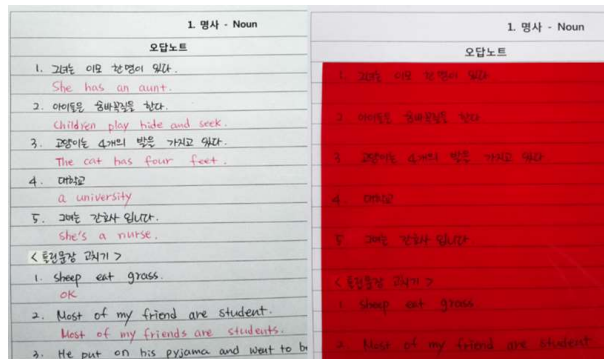 1. 명사 - Noun
오답노트
1. 그녀는 이모 한 명이 있다.
She has an aunt.
2. 아이들은 숨바꼭질을 한다.
Children play hide and seek.
3. 고양이는 4개의 발을 가지고 있다.
The cat has four feet.
4. 대학교
a university
5. 그녀는 간호사 입니다.
She's a nurse.
< 틀린문장 고치기 >
1. Sheep eat grass.
OK
2. Most of my friend are student.
Most of my friends are students.
3. He put on his pyjama and went to
1. 명사 - Noun
오답노트
1. 그녀는 이모 한 명이 있다
2. 아이들은 숨바꼭질을 한다
3. 고양이는 4개의 발을 가지고 있다
4. 대학교
5. 그녀는 간호사 입니다
< 틀린문장 고치기 >
1. Sheep eat grass
2. Most of my friend are student